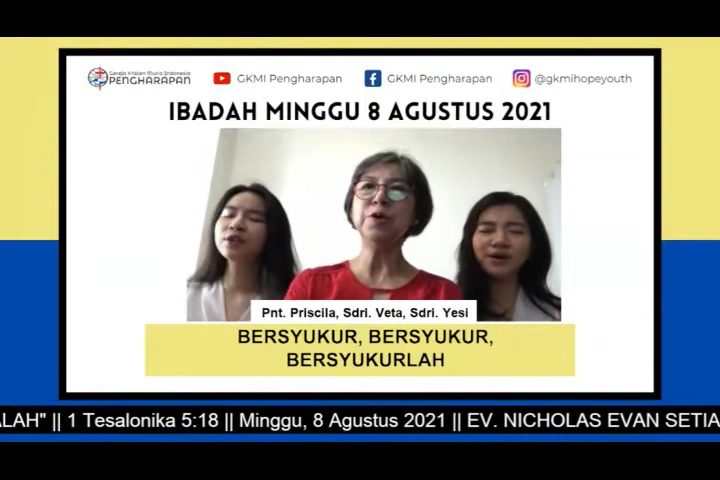 Gereja Kristen Muria Indonesia
PENGHARAPAN
GKMI Pengharapan
GKMI Pengharapan
@gkmihopeyouth
IBADAH MINGGU 8 AGUSTUS 2021
Pnt. Priscila, Sdri. Veta, Sdri. Yesi
BERSYUKUR, BERSYUKUR,
BERSYUKURLAH
ALAH" || 1 Tesalonika 5:18 || Minggu, 8 Agustus 2021 || EV. NICHOLAS EVAN SETIA